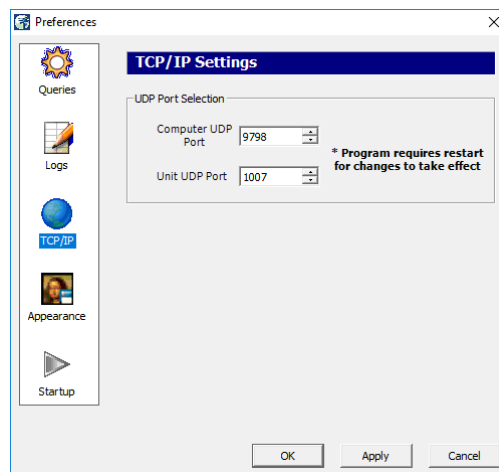 Preferences
Queries
Logs
TCP/IP
Appearance
Startup
TCP/IP Settings
UDP Port Selection
Computer UDP
Port
9798
Unit UDP Port
1007
* Program requires restart
for changes to take effect
OK
Apply
Cancel